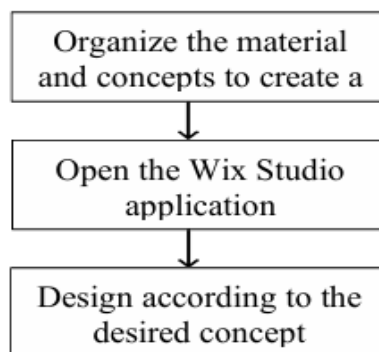 Organize the material
and concepts to create a
Open the Wix Studio
application
Design according to the
desired concept